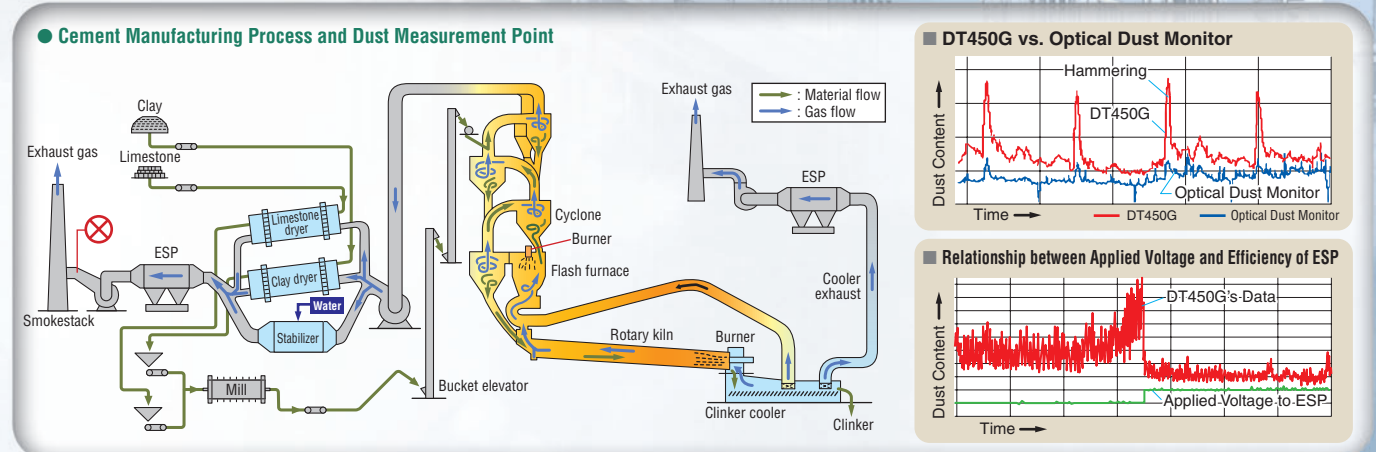 ● Cement Manufacturing Process and Dust Measurement Point
Clay
Exhaust gas
Limestone
Limestone
dryer
ESP
Clay dryer
Water
Smokestack
Stabilizer
Mill
Bucket elevator
Cyclone
Burner
Flash furnace
Rotary kiln
Burner
Clinker cooler
Clinker
Exhaust gas
: Material flow
: Gas flow
ESP
Cooler
exhaust
■ DT450G vs. Optical Dust Monitor
Hammering
DT450G
Dust Content
Optical Dust Monitor
Time
DT450G
Optical Dust Monitor
■ Relationship between Applied Voltage and Efficiency of ESP
DT450G's Data
Dust Content
Applied Voltage to ESP
Time